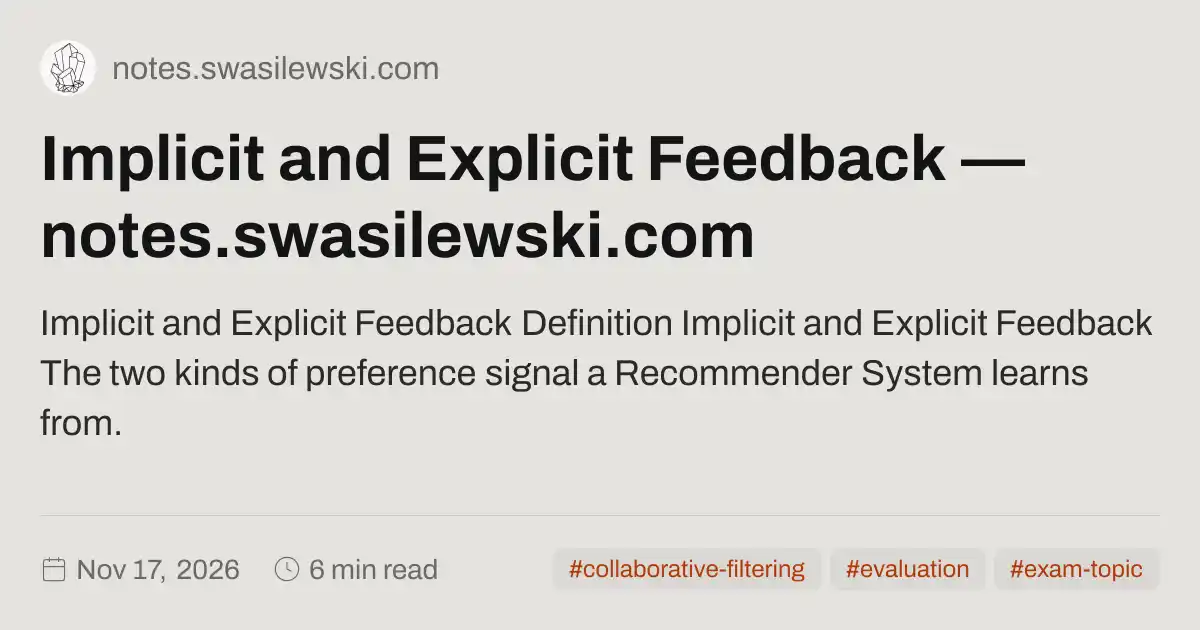 notes.swasilewski.com
Implicit and Explicit Feedback —
notes.swasilewski.com
Implicit and Explicit Feedback Definition Implicit and Explicit Feedback
The two kinds of preference signal a Recommender System learns
from.
Nov 17, 2026 6 min read #collaborative-filtering #evaluation #exam-topic